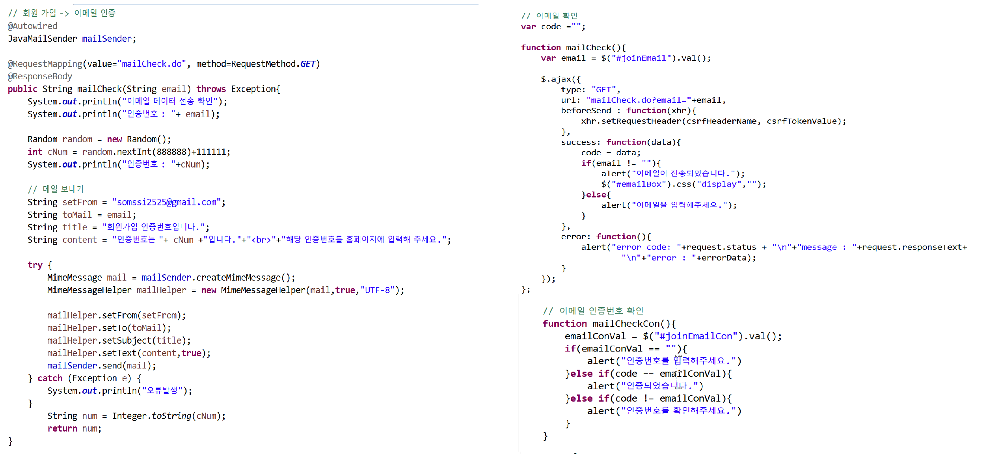 // 회원 가입 -> 이메일 인증
@Autowired
JavaMailSender mailSender;
@RequestMapping(value="mailCheck.do", method=RequestMethod.GET)
@ResponseBody
public String mailCheck(String email) throws Exception{
System.out.println("이메일 데이터 전송 확인");
System.out.println("인증번호 : "+ email);
Random random = new Random();
int cNum = random.nextInt(888888)+111111;
System.out.println("인증번호 : "+cNum);
// 메일 보내기
String setFrom = "somssi2525@gmail.com";
String toMail = email;
String title = "회원가입 인증번호입니다.";
String content = "인증번호는 "+ cNum +"입니다."+"<br>"+"해당 인증번호를 홈페이지에 입력해 주세요.";
try {
MimeMessage mail = mailSender.createMimeMessage();
MimeMessageHelper mailHelper = new MimeMessageHelper(mail,true,"UTF-8");
mailHelper.setFrom(setFrom);
mailHelper.setTo(toMail);
mailHelper.setSubject(title);
mailHelper.setText(content,true);
mailSender.send(mail);
} catch (Exception e) {
System.out.println("오류발생");
}
String num = Integer.toString(cNum);
return num;
}
// 이메일 확인
var code ="";
function mailCheck(){
var email = $("#joinEmail").val();
$.ajax({
type: "GET",
url: "mailCheck.do?email="+email,
beforeSend : function(xhr){
xhr.setRequestHeader(csrfHeaderName, csrfTokenValue);
},
success: function(data){
code = data;
if(email != ""){
alert("이메일이 전송되었습니다.");
$("#emailBox").css("display","");
}else{
alert("이메일을 입력해주세요.");
}
},
error: function(){
alert("error code: "+request.status + "\n"+"message : "+request.responseText+
"\n"+"error : "+errorData);
}
});
};
// 이메일 인증번호 확인
function mailCheckCon(){
emailConVal = $("#joinEmailCon").val();
if(emailConVal == ""){
alert("인증번호를 입력해주세요.")
}else if(code == emailConVal){
alert("인증되었습니다.")
}else if(code != emailConVal){
alert("인증번호를 확인해주세요.")
}
}